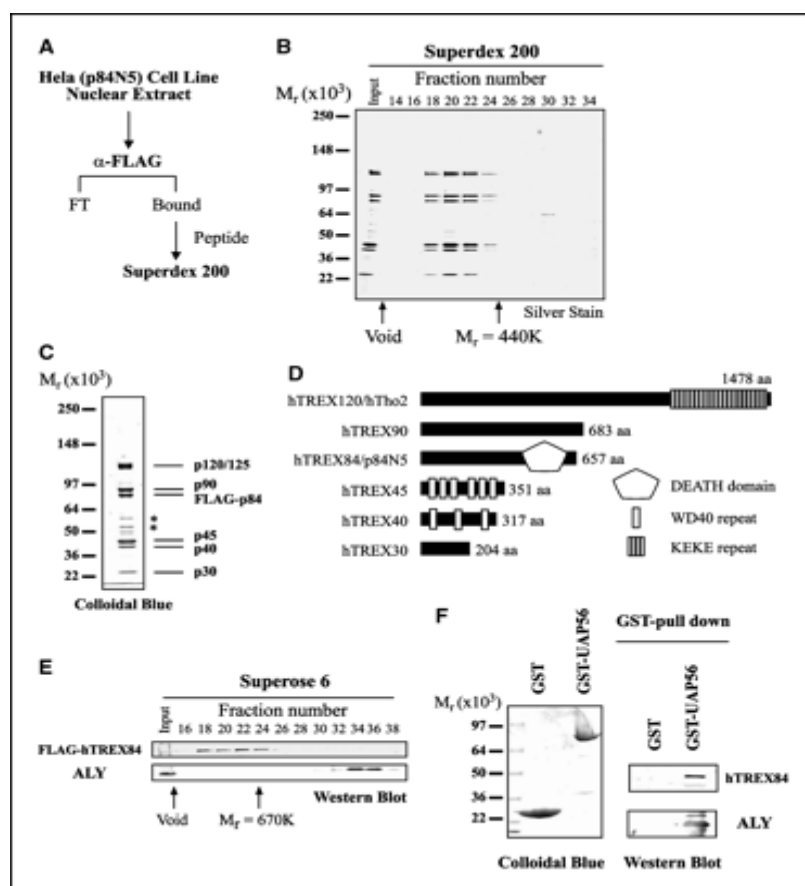 A
Hela (p84N5) Cell Line
Nuclear Extract
α-FLAG
FT Bound
Peptide
Superdex 200
B
Superdex 200
Fraction number
Mr (x10³)
Input 14 16 18 20 22 24 26 28 30 32 34
250
148
97
64
50
36
22
Silver Stain
Void Mr = 440K
C
Mr (x10³)
250
148
97
64
50
36
22
p120/125
p90
FLAG-p84
*
*
p45
p40
p30
Colloidal Blue
D
1478 aa
hTREX120/hTho2
hTREX90 683 aa
hTREX84/p84N5 657 aa
hTREX45 351 aa
hTREX40 317 aa
hTREX30 204 aa
DEATH domain
WD40 repeat
KEKE repeat
E
Superose 6
Fraction number
Input 16 18 20 22 24 26 28 30 32 34 36 38
FLAG-hTREX84
ALY
Western Blot
Void Mr = 670K
F
GST-pull down
GST GST-UAP56
Mr (x10³)
97
64
50
36
22
GST GST-UAP56
hTREX84
ALY
Colloidal Blue Western Blot